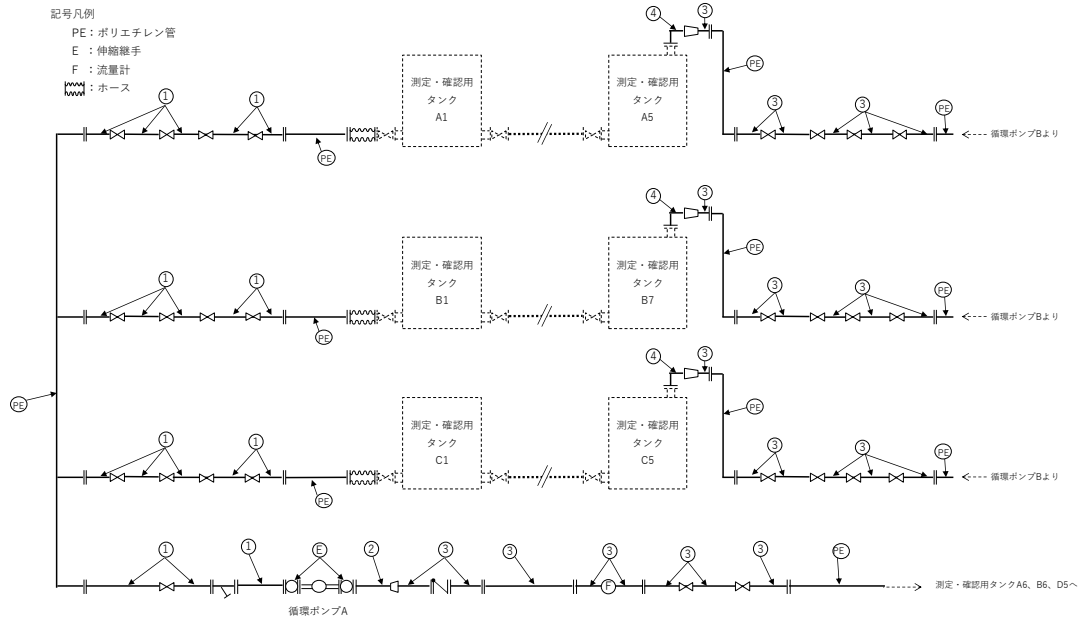 記号凡例
PE：ポリエチレン管
E ：伸縮継手
F ：流量計
：ホース
④ ③
PE
① ①
測定・確認用
タンク
A1
測定・確認用
タンク
A5
③ ③ PE
循環ポンプBより
PE
④ ③
PE
① ①
測定・確認用
タンク
B1
測定・確認用
タンク
B7
③ ③ PE
循環ポンプBより
PE
④ ③
PE
PE
① ①
測定・確認用
タンク
C1
測定・確認用
タンク
C5
③ ③ PE
循環ポンプBより
PE
① ① E ② ③ ③ ③ ③ ③ PE
F
測定・確認用タンクA6、B6、D5へ
循環ポンプA